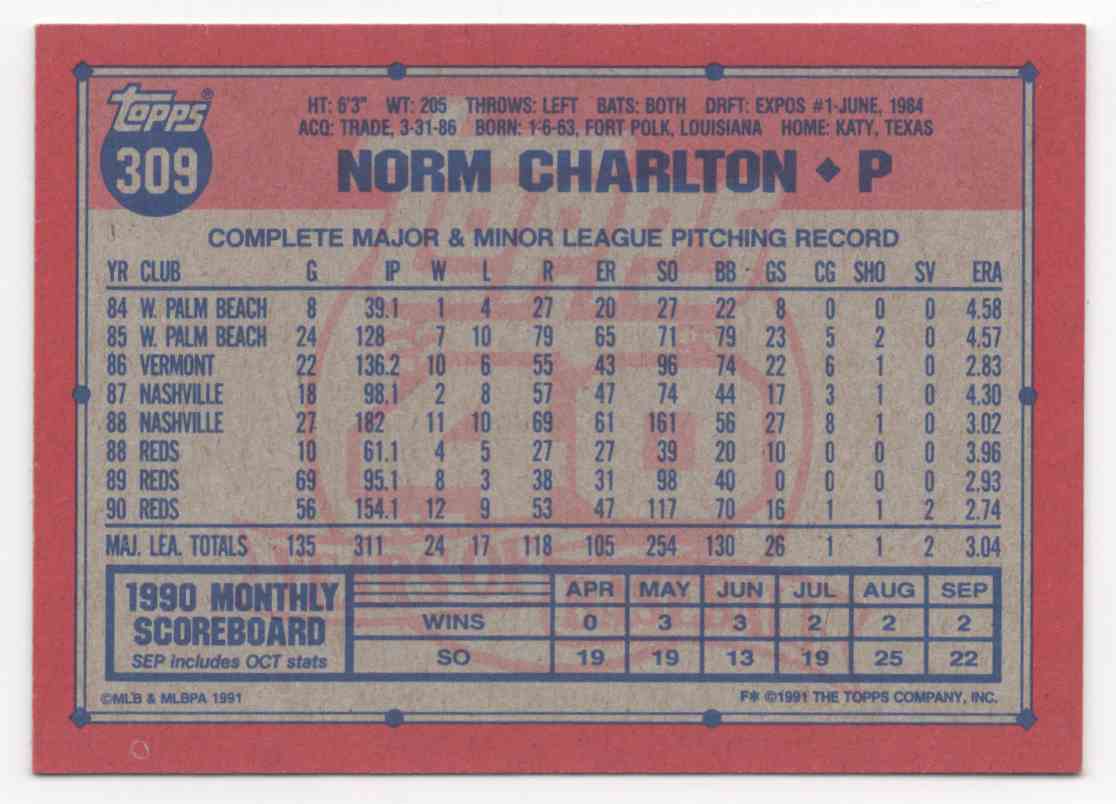 TOPPS®
309
HT: 6'3" WT: 205 THROWS: LEFT BATS: BOTH DRFT: EXPOS #1-JUNE, 1984
ACQ: TRADE, 3-31-86 BORN: 1-6-63, FORT POLK, LOUISIANA HOME: KATY, TEXAS
NORM CHARLTON ♦ P
COMPLETE MAJOR & MINOR LEAGUE PITCHING RECORD
YR CLUB G IP W L R ER SO BB GS CG SHO SV ERA
84 W. PALM BEACH 8 39.1 1 4 27 20 27 22 8 0 0 0 4.58
85 W. PALM BEACH 24 128 7 10 79 65 71 79 23 5 2 0 4.57
86 VERMONT 22 136.2 10 6 55 43 96 74 22 6 1 0 2.83
87 NASHVILLE 18 98.1 2 8 57 47 74 44 17 3 1 0 4.30
88 NASHVILLE 27 182 11 10 69 61 161 56 27 8 1 0 3.02
88 REDS 10 61.1 4 5 27 27 39 20 10 0 0 0 3.96
89 REDS 69 95.1 8 3 38 31 98 40 0 0 0 0 2.93
90 REDS 56 154.1 12 9 53 47 117 70 16 1 1 2 2.74
MAJ. LEA. TOTALS 135 311 24 17 118 105 254 130 26 1 1 2 3.04
1990 MONTHLY SCOREBOARD
SEP includes OCT stats
APR MAY JUN JUL AUG SEP
WINS 0 3 3 2 2 2
SO 19 19 13 19 25 22
©MLB & MLBPA 1991
F* ©1991 THE TOPPS COMPANY, INC.
Topps
40
YEARS OF